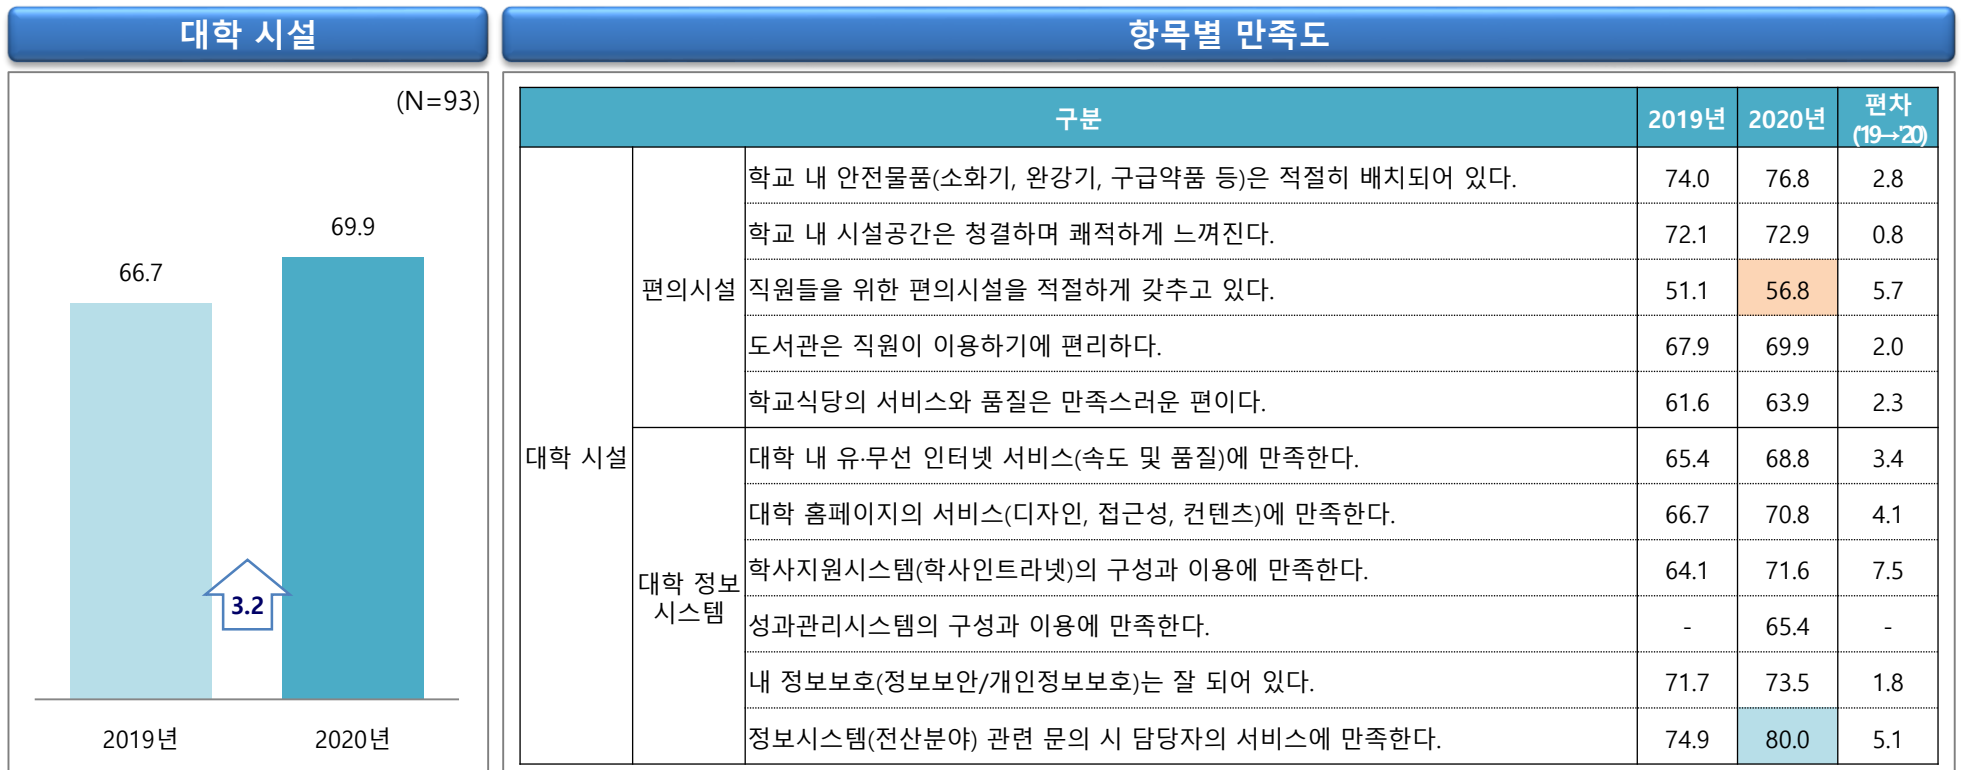 대학 시설
(N=93)
66.7
69.9
3.2
2019년 2020년
항목별 만족도
구분 2019년 2020년 편차
('19→'20)
대학 시설
편의시설
학교 내 안전물품(소화기, 완강기, 구급약품 등)은 적절히 배치되어 있다. 74.0 76.8 2.8
학교 내 시설공간은 청결하며 쾌적하게 느껴진다. 72.1 72.9 0.8
직원들을 위한 편의시설을 적절하게 갖추고 있다. 51.1 56.8 5.7
도서관은 직원이 이용하기에 편리하다. 67.9 69.9 2.0
학교식당의 서비스와 품질은 만족스러운 편이다. 61.6 63.9 2.3
대학 정보
시스템
대학 내 유·무선 인터넷 서비스(속도 및 품질)에 만족한다. 65.4 68.8 3.4
대학 홈페이지의 서비스(디자인, 접근성, 컨텐츠)에 만족한다. 66.7 70.8 4.1
학사지원시스템(학사인트라넷)의 구성과 이용에 만족한다. 64.1 71.6 7.5
성과관리시스템의 구성과 이용에 만족한다. - 65.4 -
내 정보보호(정보보안/개인정보보호)는 잘 되어 있다. 71.7 73.5 1.8
정보시스템(전산분야) 관련 문의 시 담당자의 서비스에 만족한다. 74.9 80.0 5.1